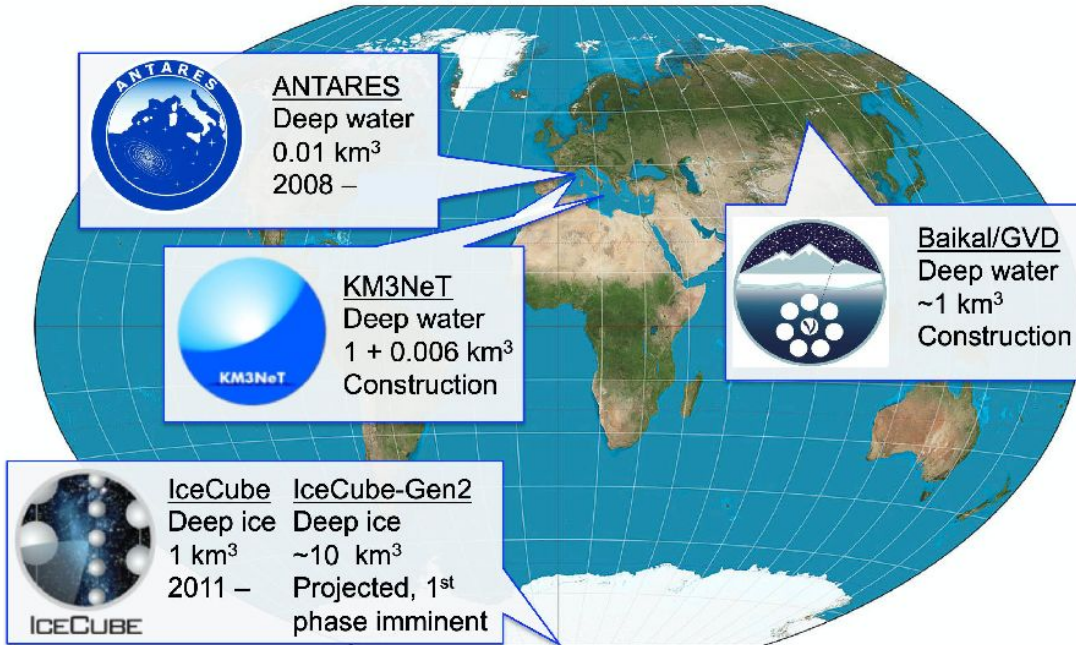 ANTARES
ANTARES
Deep water
0.01 km³
2008 –
KM3NeT
KM3NeT
Deep water
1 + 0.006 km³
Construction
Baikal/GVD
Deep water
~1 km³
Construction
ICECUBE
IceCube
Deep ice
1 km³
2011 –
IceCube-Gen2
Deep ice
~10 km³
Projected, 1st
phase imminent